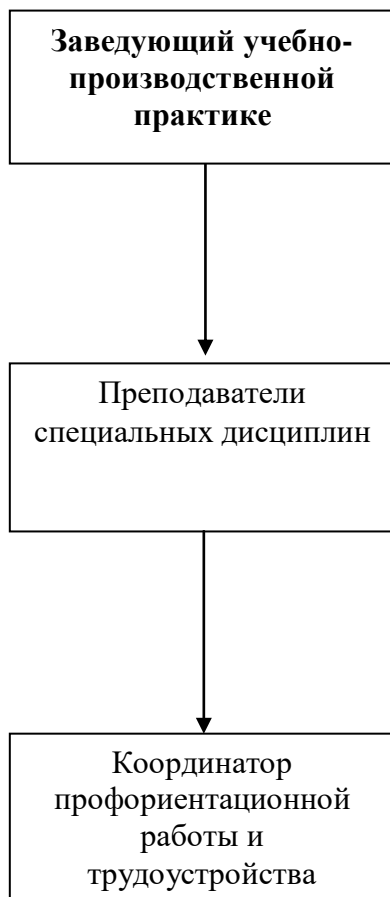 Заведующий учебно-
производственной
практике
Преподаватели
специальных дисциплин
Координатор
профориентационной
работы и
трудоустройства